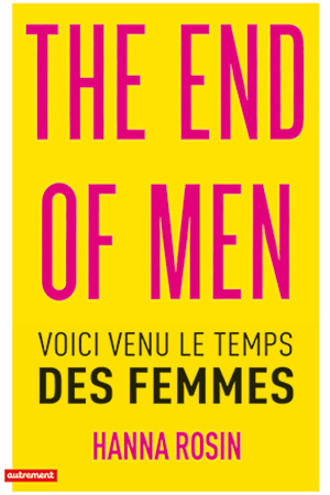 THE END
OF MEN
VOICI VENU LE TEMPS
DES FEMMES
HANNA ROSIN
autrement